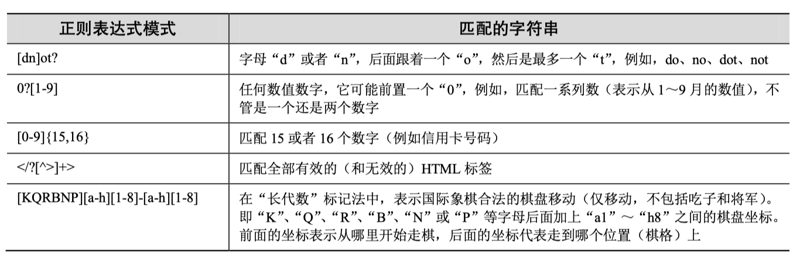 正则表达式模式 匹配的字符串
[dn]ot? 字母“d”或者“n”，后面跟着一个“o”，然后是最多一个“t”，例如，do、no、dot、not
0?[1-9] 任何数值数字，它可能前置一个“0”，例如，匹配一系列数（表示从 1～9 月的数值），不
管是一个还是两个数字
[0-9]{15,16} 匹配 15 或者 16 个数字（例如信用卡号码）
</?[^>]+> 匹配全部有效的（和无效的）HTML 标签
[KQRBNP][a-h][1-8]-[a-h][1-8] 在“长代数”标记法中，表示国际象棋合法的棋盘移动（仅移动，不包括吃子和将军）。
即“K”、“Q”、“R”、“B”、“N”或“P”等字母后面加上“a1”～“h8”之间的棋盘坐标。
前面的坐标表示从哪里开始走棋，后面的坐标代表走到哪个位置（棋格）上